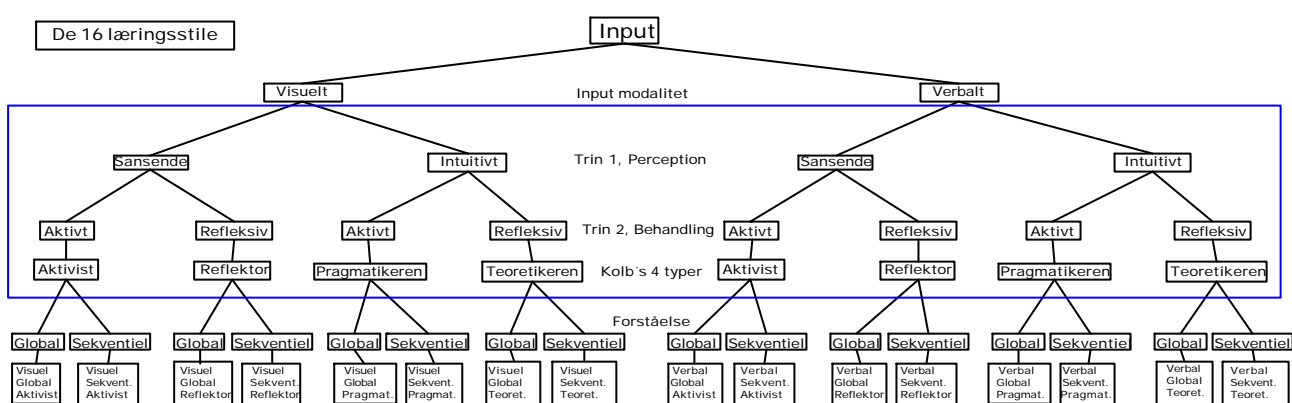 De 16 læringsstile
Input
Visuelt Input modalitet Verbalt
Sansende Intuitivt Trin 1, Perception Sansende Intuitivt
Aktivt Refleksiv Aktivt Refleksiv Trin 2, Behandling Aktivt Refleksiv Aktivt Refleksiv
Aktivist Reflektor Pragmatikeren Teoretikeren Kolb´s 4 typer Aktivist Reflektor Pragmatikeren Teoretikeren
Forståelse
Global Sekventiel Global Sekventiel Global Sekventiel Global Sekventiel Global Sekventiel Global Sekventiel Global Sekventiel Global Sekventiel
Visuel Visuel Visuel Visuel Visuel Visuel Visuel Visuel Verbal Verbal Verbal Verbal Verbal Verbal Verbal Verbal
Global Sekvent. Global Sekvent. Global Sekvent. Global Sekvent. Global Sekvent. Global Sekvent. Global Sekvent. Global Sekvent.
Aktivist Aktivist Reflektor Reflektor Pragmat. Pragmat. Teoret. Teoret. Aktivist Aktivist Reflektor Reflektor Pragmat. Pragmat. Teoret. Teoret.